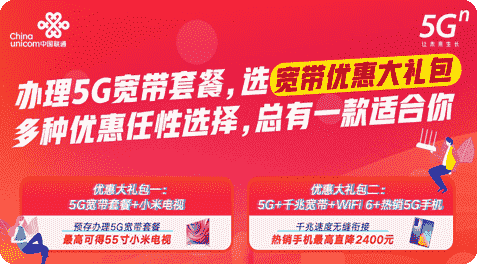 China
unicom中国联通
5Gⁿ
让未来生长
办理5G宽带套餐,选宽带优惠大礼包
多种优惠任性选择,总有一款适合你
优惠大礼包一:
5G宽带套餐+小米电视
预存办理5G宽带套餐
最高可得55寸小米电视
优惠大礼包二:
5G+千兆宽带+WiFi 6+热销5G手机
千兆速度无缝衔接
热销手机最高直降2400元